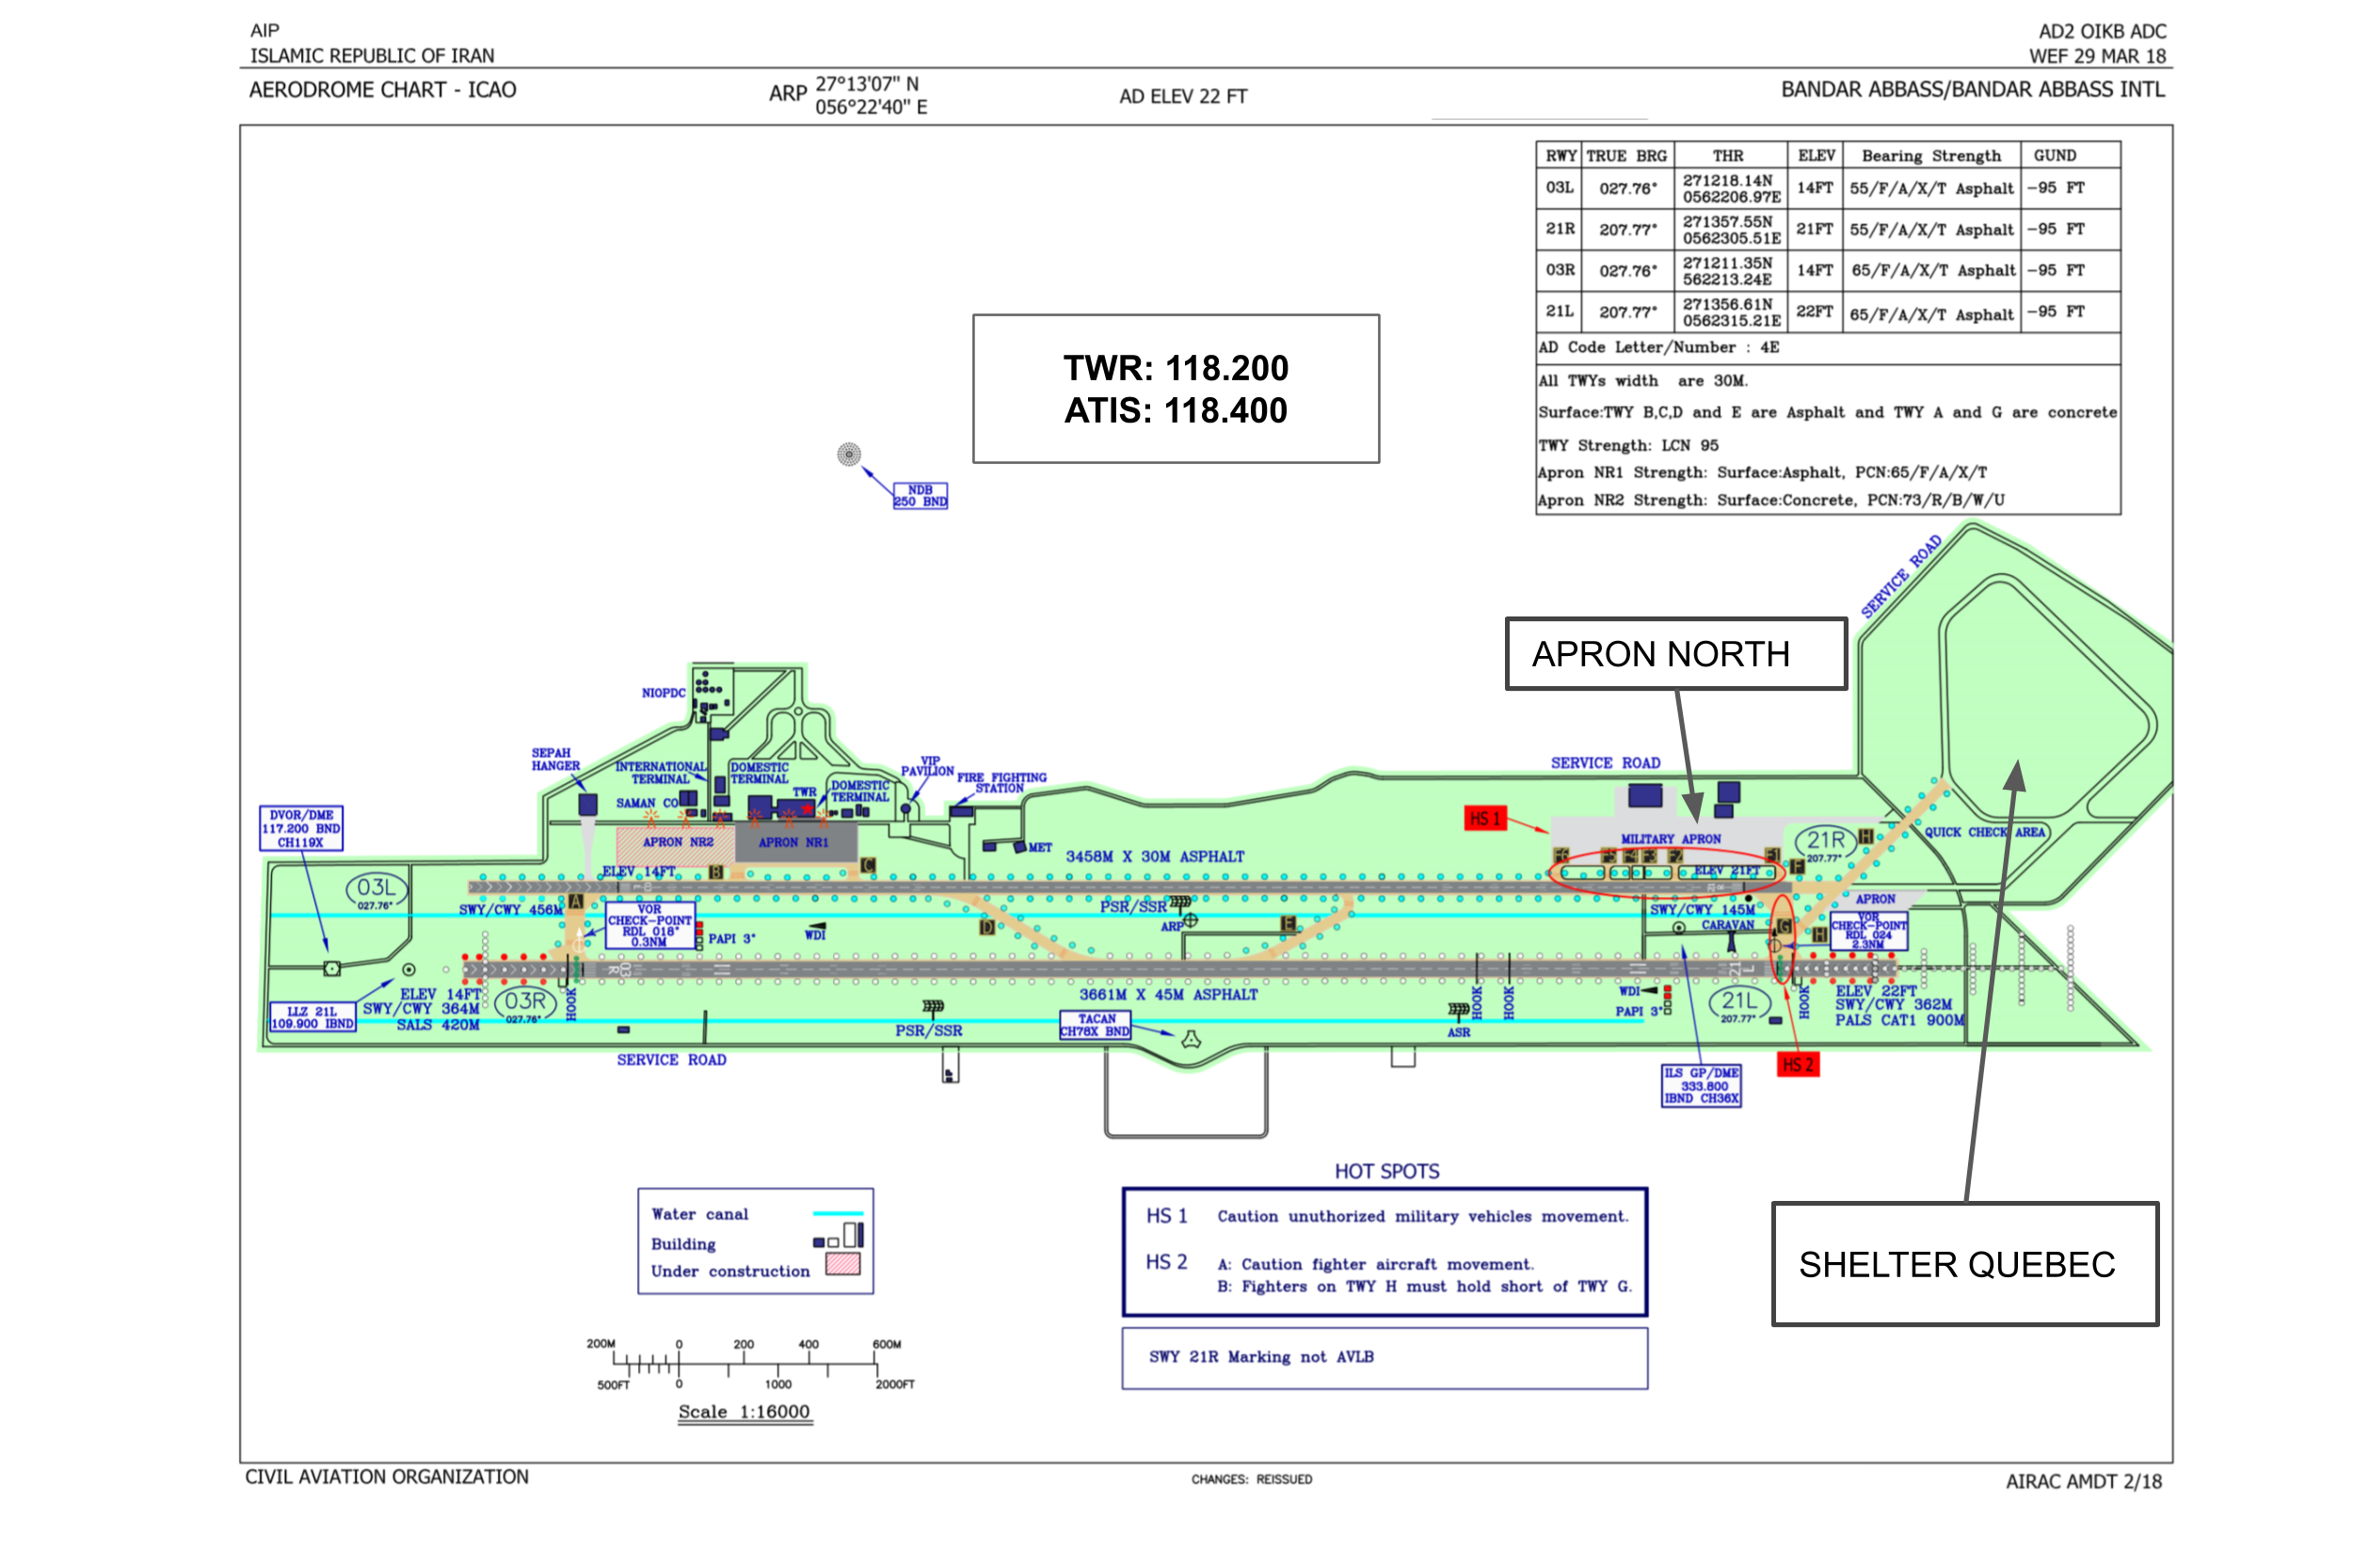 AIP
ISLAMIC REPUBLIC OF IRAN
AD2 OIKB ADC
WEF 29 MAR 18
AERODROME CHART - ICAO
ARP 27°13'07" N
056°22'40" E
AD ELEV 22 FT
BANDAR ABBASS/BANDAR ABBASS INTL
RWY TRUE BRG THR ELEV Bearing Strength GUND
03L 027.76° 271218.14N 0562206.97E 14FT 55/F/A/X/T Asphalt -95 FT
21R 207.77° 271357.55N 0562305.51E 21FT 55/F/A/X/T Asphalt -95 FT
03R 027.76° 271211.35N 562213.24E 14FT 65/F/A/X/T Asphalt -95 FT
21L 207.77° 271356.61N 0562315.21E 22FT 65/F/A/X/T Asphalt -95 FT
AD Code Letter/Number : 4E
All TWYs width are 30M.
Surface:TWY B,C,D and E are Asphalt and TWY A and G are concrete
TWY Strength: LCN 95
Apron NR1 Strength: Surface:Asphalt, PCN:65/F/A/X/T
Apron NR2 Strength: Surface:Concrete, PCN:73/R/B/W/U
TWR: 118.200
ATIS: 118.400
NDB
250 BND
SERVICE ROAD
APRON NORTH
NIOPDC
SEPAH
HANGER
INTERNATIONAL
TERMINAL
DOMESTIC
TERMINAL
VIP
PAVILION
FIRE FIGHTING
STATION
SAMAN CO
TWR
DOMESTIC
TERMINAL
SERVICE ROAD
DVOR/DME
117.200 BND
CH119X
APRON NR2
APRON NR1
MET
HS 1
MILITARY APRON
21R
207.77°
H
QUICK CHECK AREA
3458M X 30M ASPHALT
ELEV 14FT
B
C
ELEV 21FT
F
03L
027.76°
SWY/CWY 456M
A
VOR
CHECK-POINT
RDL 018°
0.3NM
PAPI 3°
WDI
D
PSR/SSR
ARP
E
SWY/CWY 145M
CARAVAN
G
H
APRON
VOR
CHECK-POINT
RDL 024
2.3NM
03
R
21
L
LLZ 21L
109.900 IBND
ELEV 14FT
SWY/CWY 364M
SALS 420M
03R
027.76°
HOOK
3661M X 45M ASPHALT
PSR/SSR
TACAN
CH78X BND
ASR
HOOK
HOOK
WDI
PAPI 3°
21L
207.77°
HOOK
ELEV 22FT
SWY/CWY 362M
PALS CAT1 900M
SERVICE ROAD
ILS GP/DME
333.800
IBND CH36X
HS 2
SHELTER QUEBEC
Water canal
Building
Under construction
HOT SPOTS
HS 1 Caution unuthorized military vehicles movement.
HS 2 A: Caution fighter aircraft movement.
B: Fighters on TWY H must hold short of TWY G.
SWY 21R Marking not AVLB
200M 0 200 400 600M
500FT 0 1000 2000FT
Scale 1:16000
CIVIL AVIATION ORGANIZATION
CHANGES: REISSUED
AIRAC AMDT 2/18